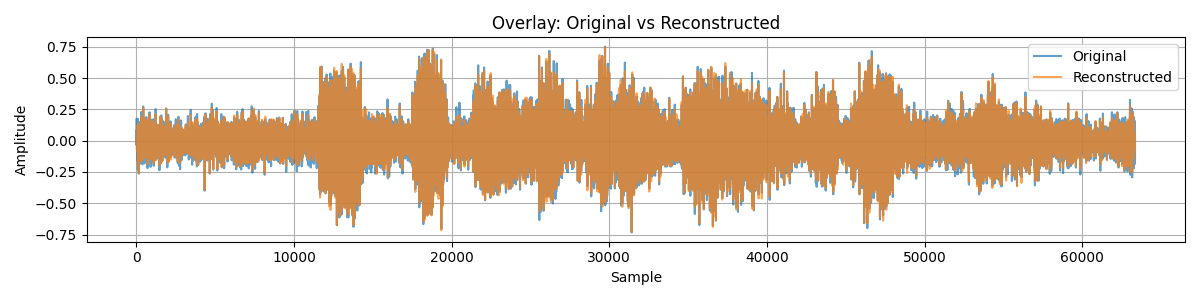 Overlay: Original vs Reconstructed
Amplitude
0.75
0.50
0.25
0.00
−0.25
−0.50
−0.75
Original
Reconstructed
0 10000 20000 30000 40000 50000 60000
Sample